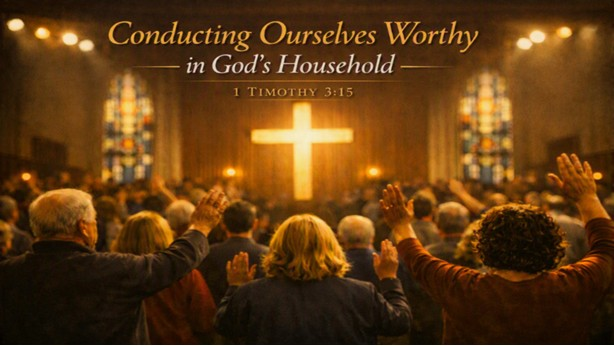 Conducting Ourselves Worthy
in God's Household
1 Timothy 3:15